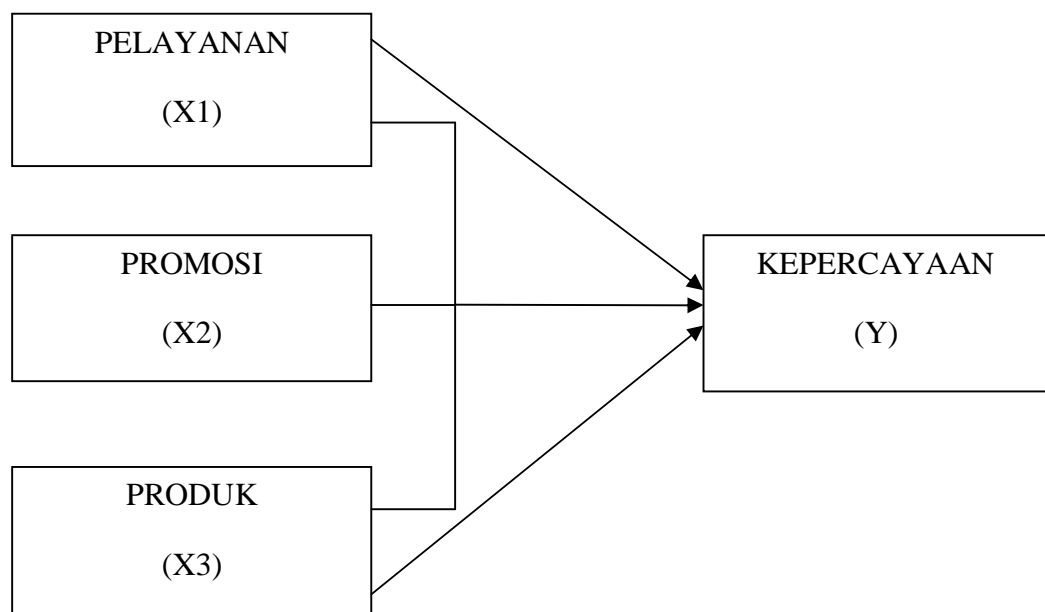 PELAYANAN
(X1)
PROMOSI
(X2)
PRODUK
(X3)
KEPERCAYAAN
(Y)